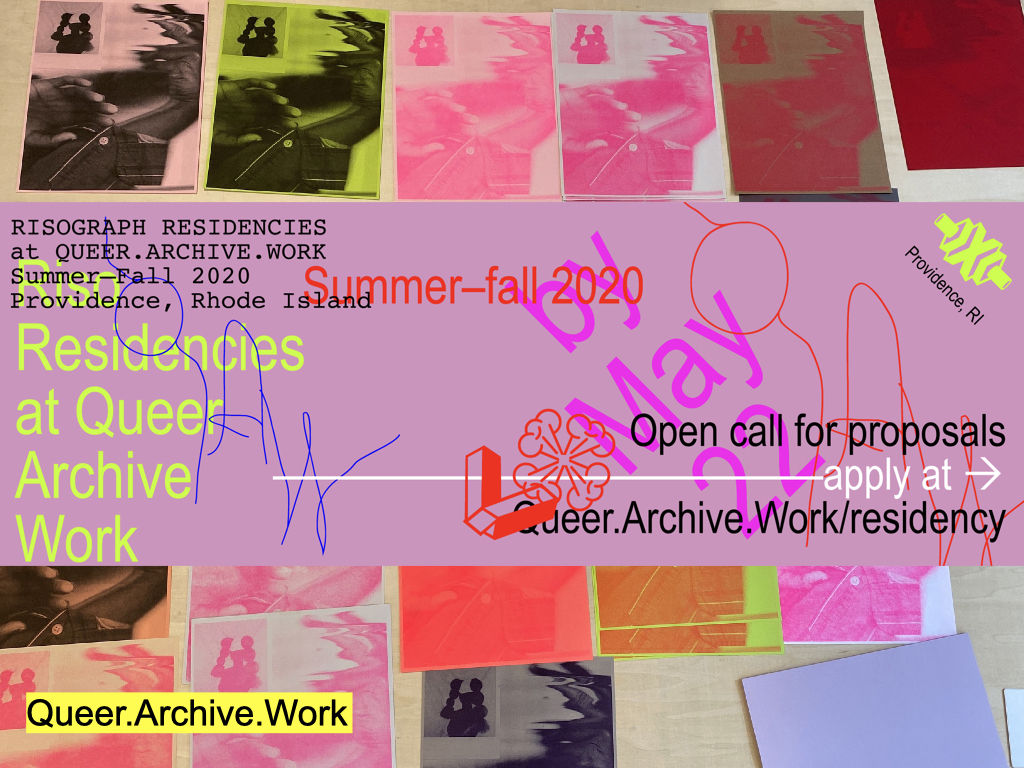 RISOGRAPH RESIDENCIES
at QUEER.ARCHIVE.WORK
Summer—Fall 2020
Providence, Rhode Island
Riso
Residencies
at Queer
Archive
Work
Summer–fall 2020
by
May
22
Providence, RI
Open call for proposals
apply at →
Queer.Archive.Work/residency
Queer.Archive.Work